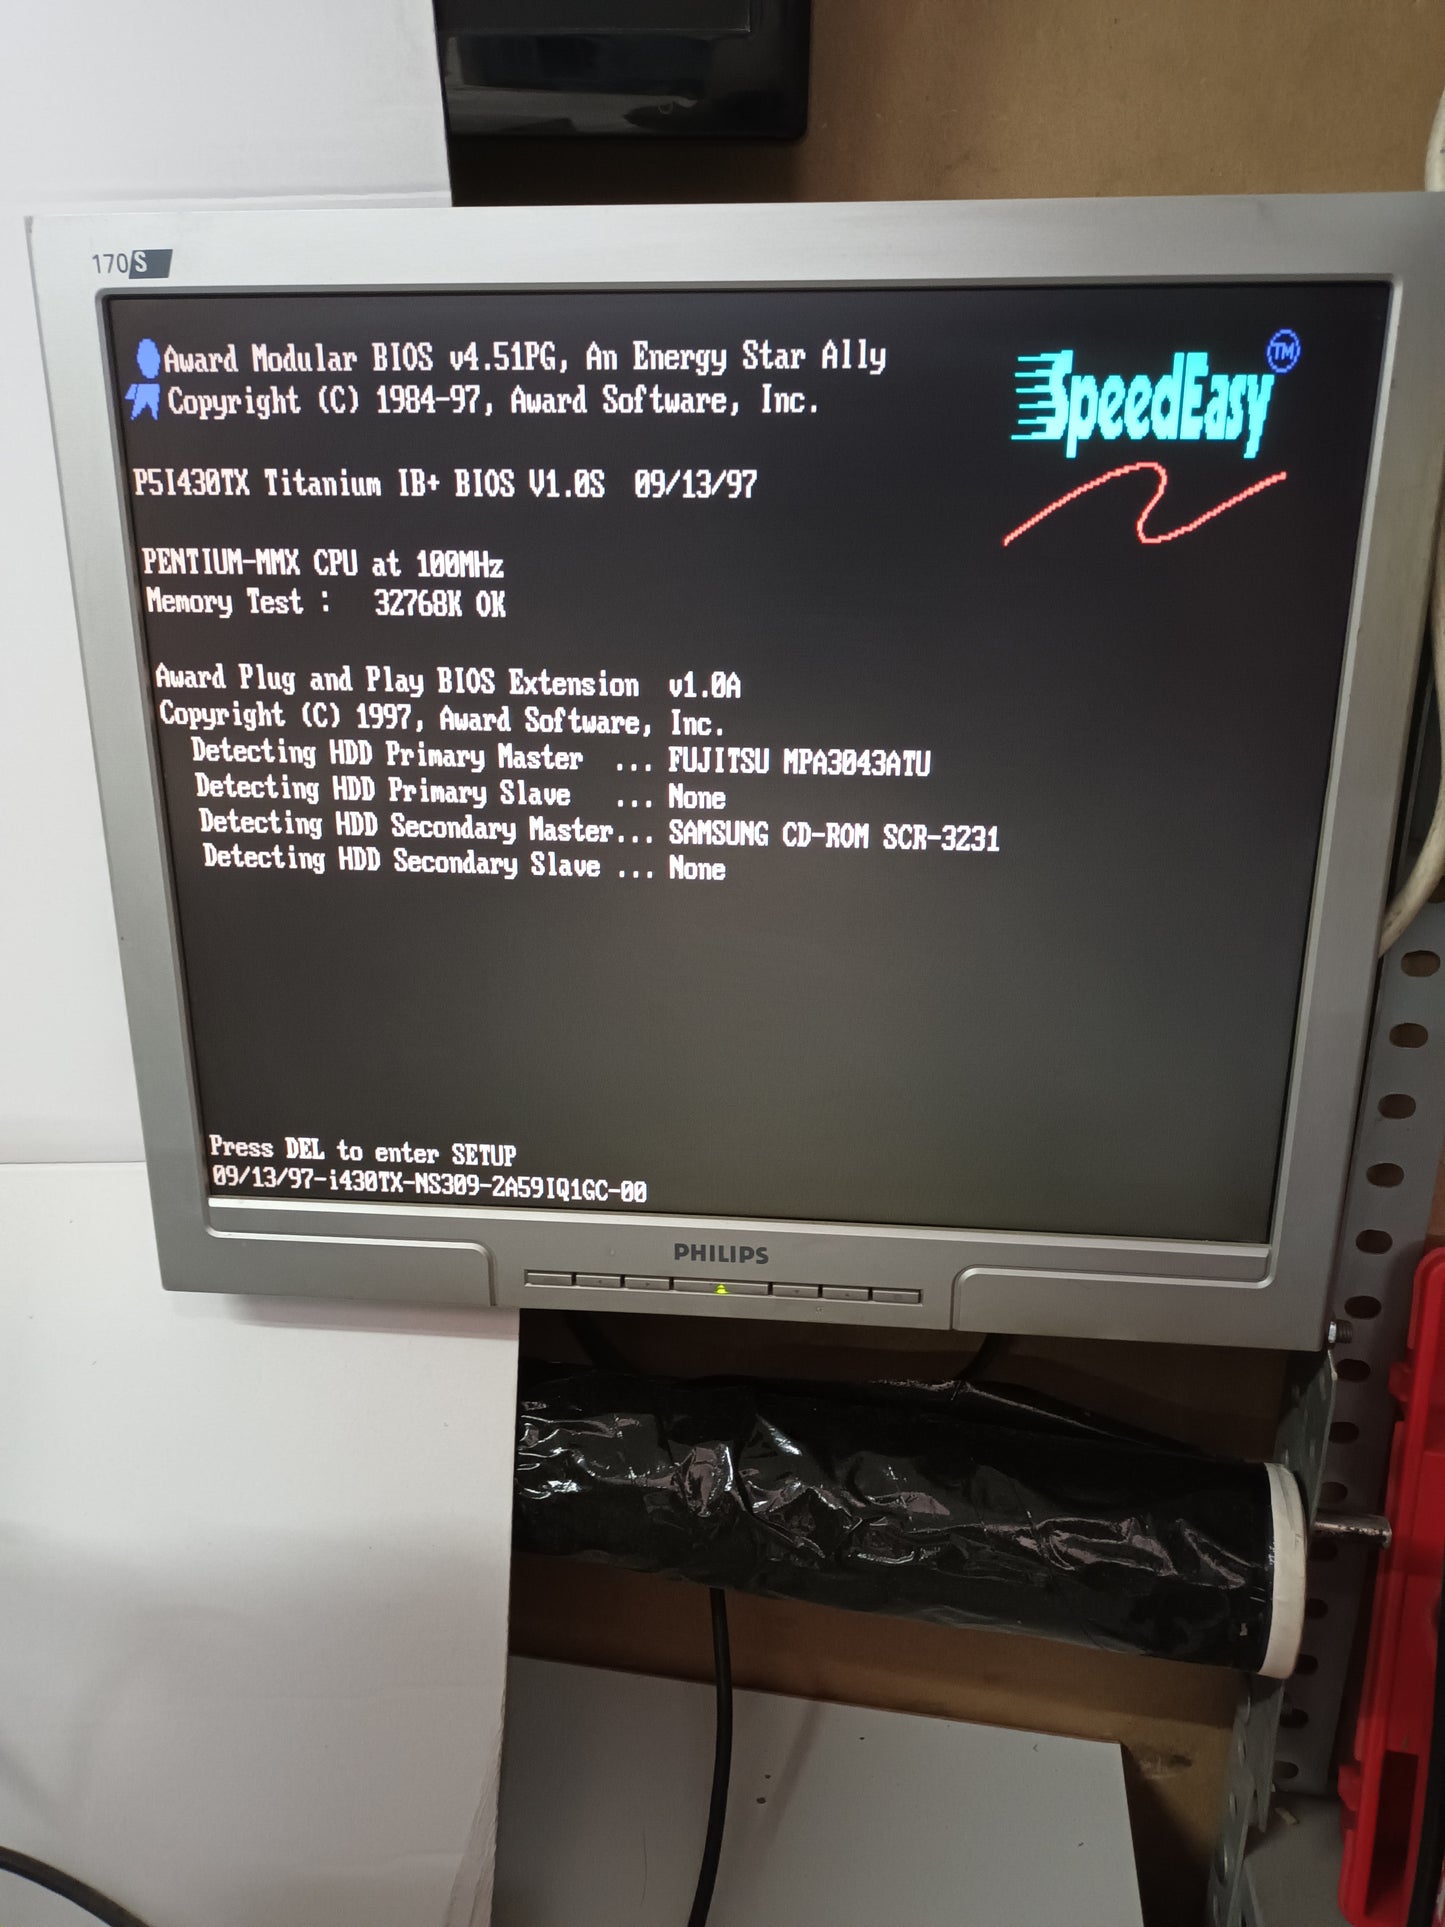 170S
Award Modular BIOS v4.51PG, An Energy Star Ally
Copyright (C) 1984-97, Award Software, Inc.
SpeedEasy TM
P5I430TX Titanium IB+ BIOS V1.0S 09/13/97
PENTIUM-MMX CPU at 100MHz
Memory Test : 32768K OK
Award Plug and Play BIOS Extension v1.0A
Copyright (C) 1997, Award Software, Inc.
Detecting HDD Primary Master ... FUJITSU MPA3043ATU
Detecting HDD Primary Slave ... None
Detecting HDD Secondary Master... SAMSUNG CD-ROM SCR-3231
Detecting HDD Secondary Slave ... None
Press DEL to enter SETUP
09/13/97-i430TX-NS309-2A59IQ1GC-00
PHILIPS